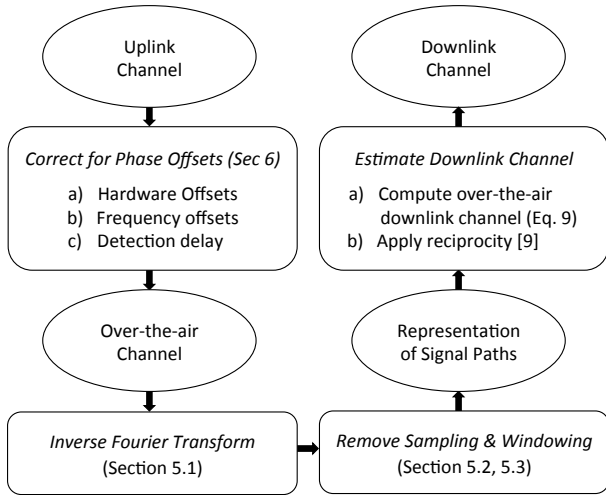 Uplink
Channel
Correct for Phase Offsets (Sec 6)
a) Hardware Offsets
b) Frequency offsets
c) Detection delay
Over-the-air
Channel
Inverse Fourier Transform
(Section 5.1)
Remove Sampling & Windowing
(Section 5.2, 5.3)
Representation
of Signal Paths
Estimate Downlink Channel
a) Compute over-the-air
downlink channel (Eq. 9)
b) Apply reciprocity [9]
Downlink
Channel